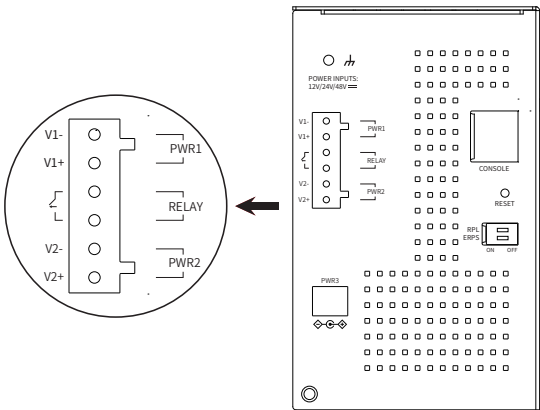 V1-
V1+
V2-
V2+
PWR1
RELAY
PWR2
POWER INPUTS:
12V/24V/48V
V1-
V1+
V2-
V2+
PWR1
RELAY
PWR2
CONSOLE
RESET
RPL
ERPS
ON OFF
PWR3